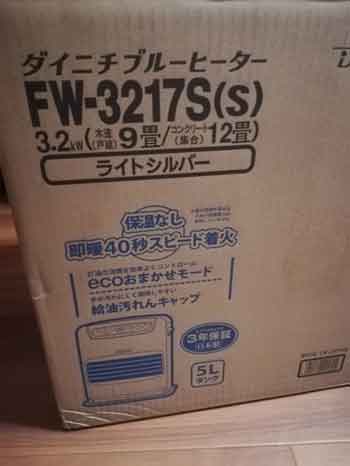 ダイニチブルーヒーター
FW-3217S(S)
3.2kW(木造(戸建)9畳/コンクリート(集合)12畳)
ライトシルバー
保温なし
即暖40秒スピード着火
ecoおまかせモード
給油汚れんキャップ
3年保証
日本製
5L
タンク